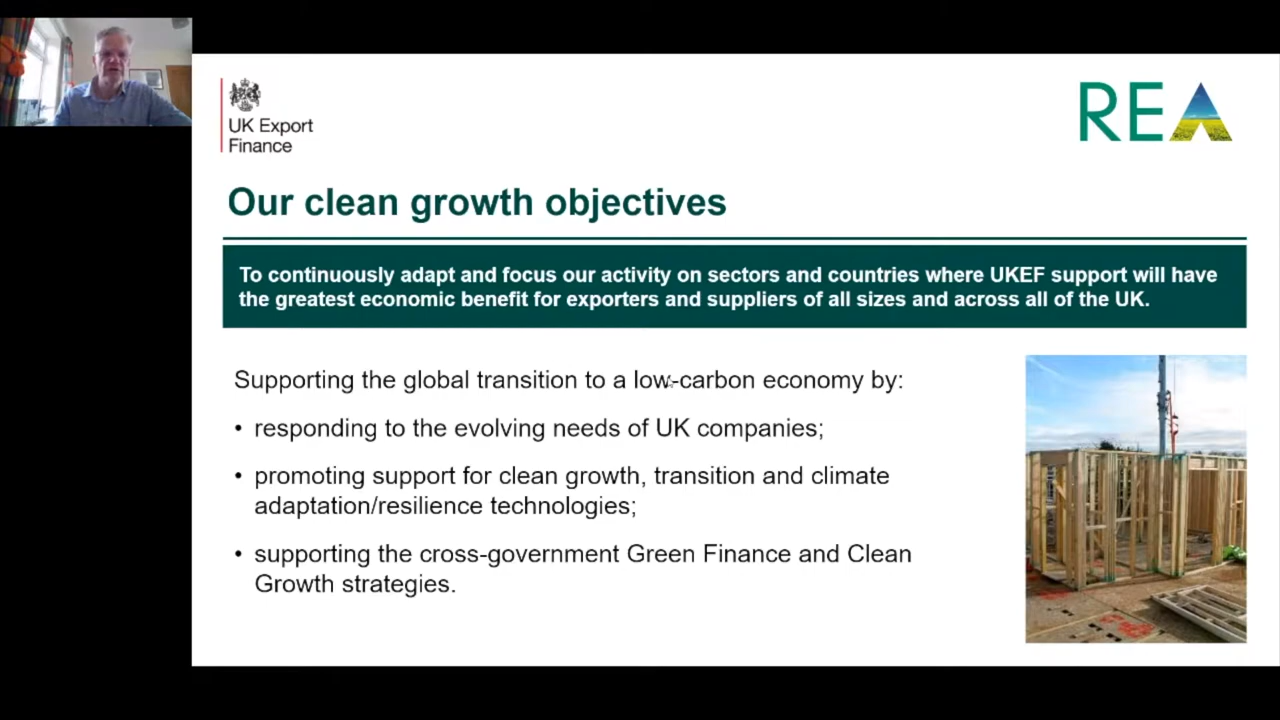 UK Export
Finance
REA
Our clean growth objectives
To continuously adapt and focus our activity on sectors and countries where UKEF support will have
the greatest economic benefit for exporters and suppliers of all sizes and across all of the UK.
Supporting the global transition to a low-carbon economy by:
• responding to the evolving needs of UK companies;
• promoting support for clean growth, transition and climate
adaptation/resilience technologies;
• supporting the cross-government Green Finance and Clean
Growth strategies.